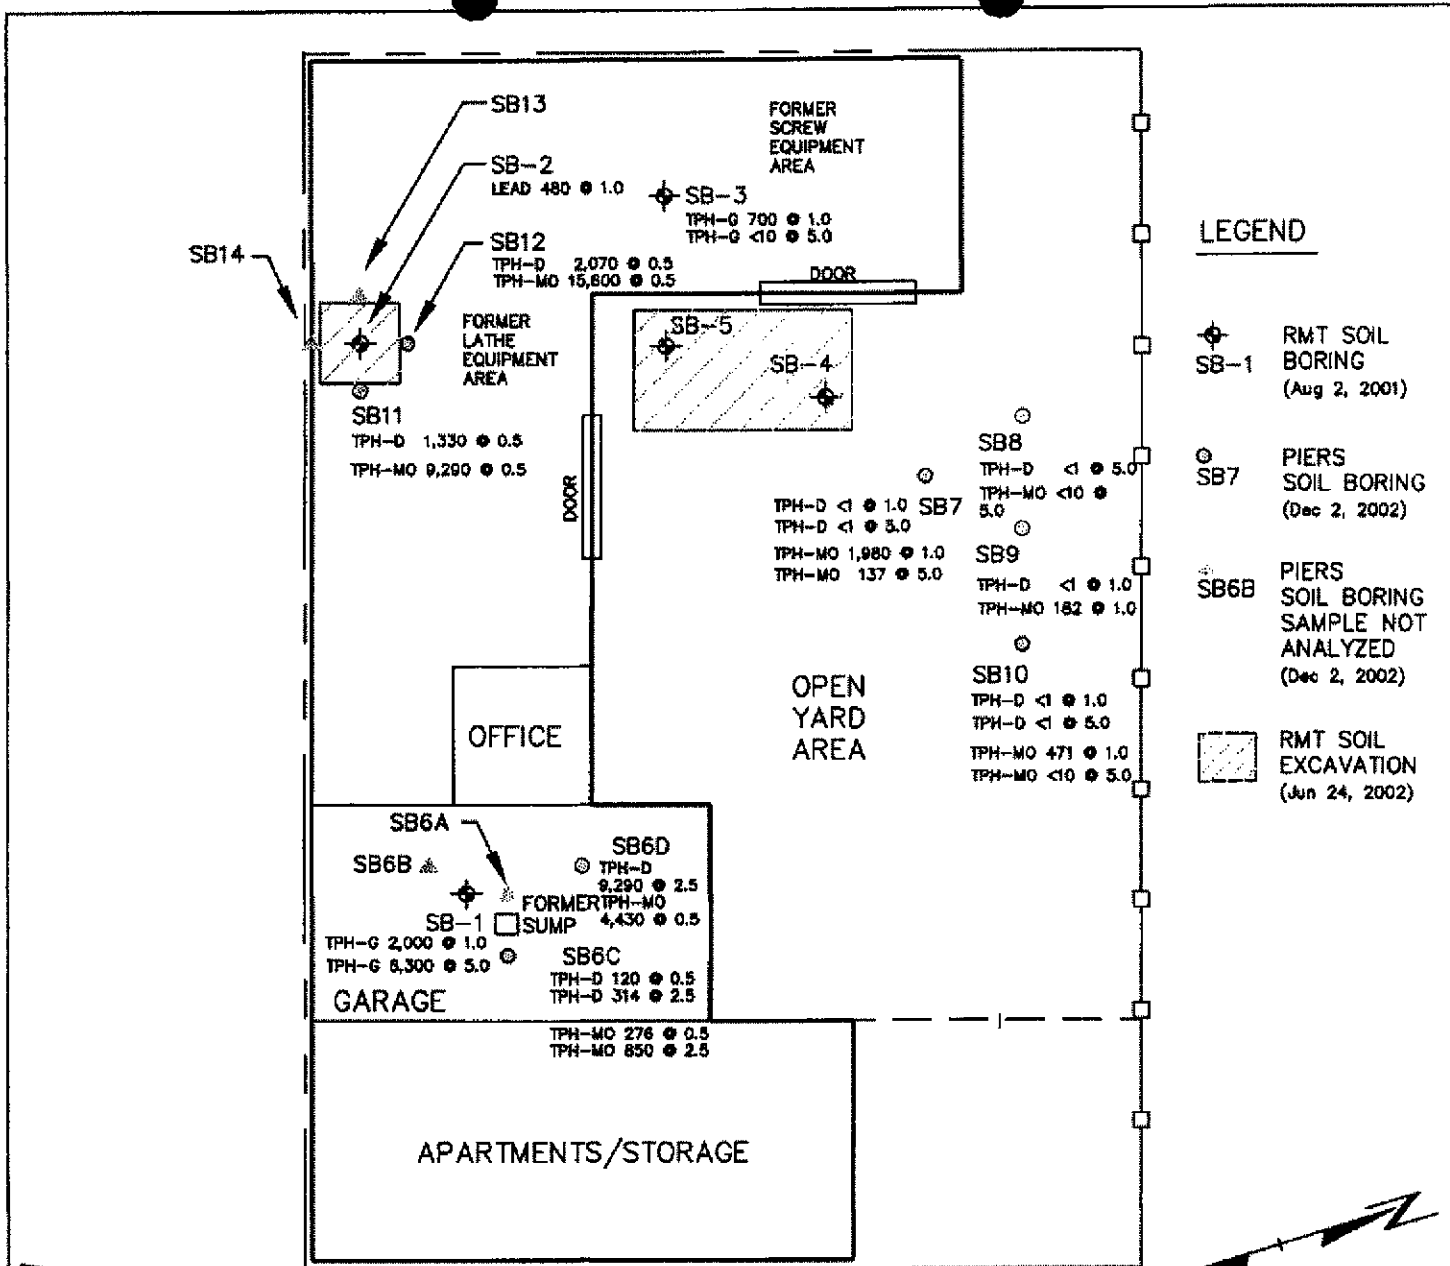 SB13
SB-2
LEAD 480 @ 1.0
SB14
SB12
TPH-D 2,070 @ 0.5
TPH-MO 15,600 @ 0.5
FORMER
SCREW
EQUIPMENT
AREA
SB-3
TPH-G 700 @ 1.0
TPH-G <10 @ 5.0
DOOR
FORMER
LATHE
EQUIPMENT
AREA
SB-5
SB-4
SB11
TPH-D 1,330 @ 0.5
TPH-MO 9,290 @ 0.5
DOOR
SB8
TPH-D <1 @ 5.0
TPH-MO <10 @
5.0
SB7
TPH-D <1 @ 1.0
TPH-D <1 @ 5.0
TPH-MO 1,980 @ 1.0
TPH-MO 137 @ 5.0
SB9
TPH-D <1 @ 1.0
TPH-MO 182 @ 1.0
SB10
TPH-D <1 @ 1.0
TPH-D <1 @ 5.0
TPH-MO 471 @ 1.0
TPH-MO <10 @ 5.0
OPEN
YARD
AREA
OFFICE
SB6A
SB6B
SB6D
TPH-D
9,290 @ 2.5
TPH-MO
4,430 @ 0.5
FORMER
SUMP
SB-1
TPH-G 2,000 @ 1.0
TPH-G @ 5.0
SB6C
TPH-D 120 @ 0.5
TPH-D 314 @ 2.5
TPH-MO 276 @ 0.5
TPH-MO 850 @ 2.5
GARAGE
APARTMENTS/STORAGE
LEGEND
SB-1
RMT SOIL
BORING
(Aug 2, 2001)
SB7
PIERS
SOIL BORING
(Dec 2, 2002)
SB6B
PIERS
SOIL BORING
SAMPLE NOT
ANALYZED
(Dec 2, 2002)
RMT SOIL
EXCAVATION
(Jun 24, 2002)
Z